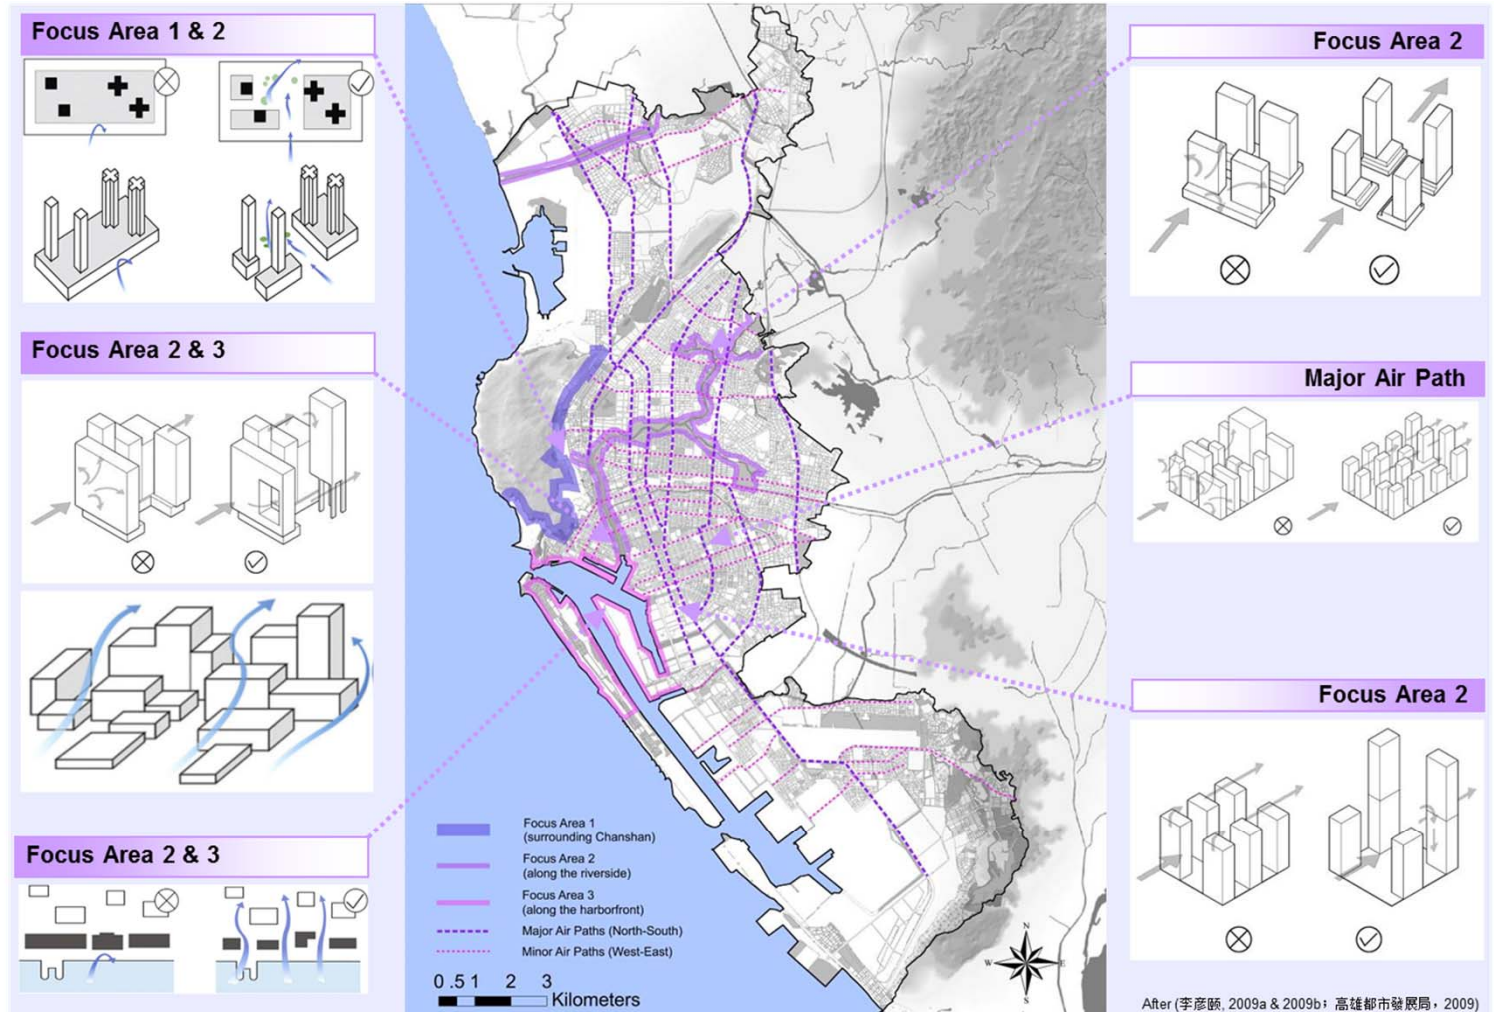 Focus Area 1 & 2
Focus Area 2 & 3
Focus Area 2 & 3
Focus Area 2
Major Air Path
Focus Area 2
Focus Area 1
(surrounding Chanshan)
Focus Area 2
(along the riverside)
Focus Area 3
(along the harborfront)
Major Air Paths (North-South)
Minor Air Paths (West-East)
0 .5 1 2 3
Kilometers
N
W E
S
After (李彦頤, 2009a & 2009b; 高雄都市發展局, 2009)